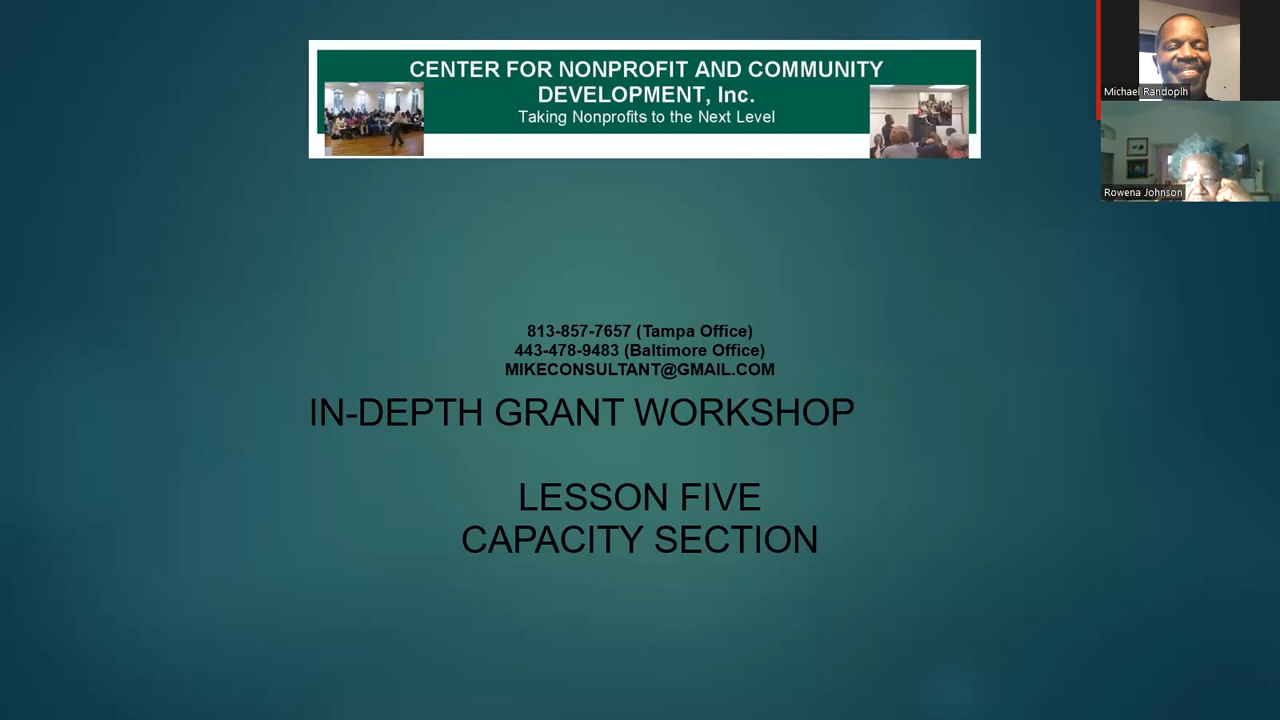 CENTER FOR NONPROFIT AND COMMUNITY
DEVELOPMENT, Inc.
Taking Nonprofits to the Next Level
Michael Randoplh
Rowena Johnson
813-857-7657 (Tampa Office)
443-478-9483 (Baltimore Office)
MIKECONSULTANT@GMAIL.COM
IN-DEPTH GRANT WORKSHOP
LESSON FIVE
CAPACITY SECTION